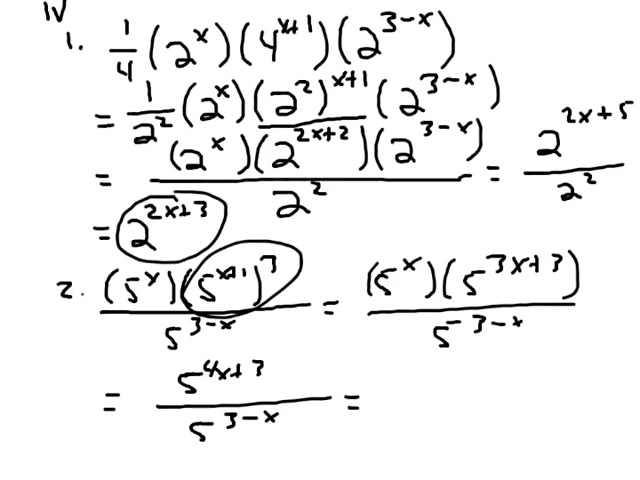 IV
1. 1/4 (2^x)(4^{x+1})(2^{3-x})
= 1/2^2 (2^x)(2^2)^{x+1}(2^{3-x})
= (2^x)(2^{2x+2})(2^{3-x})/2^2 = 2^{2x+5}/2^2
= 2^{2x+3}
2. (5^x)(5^{x+1})^3/5^{3-x} = (5^x)(5^{3x+3})/5^{3-x}
= 5^{4x+3}/5^{3-x} =